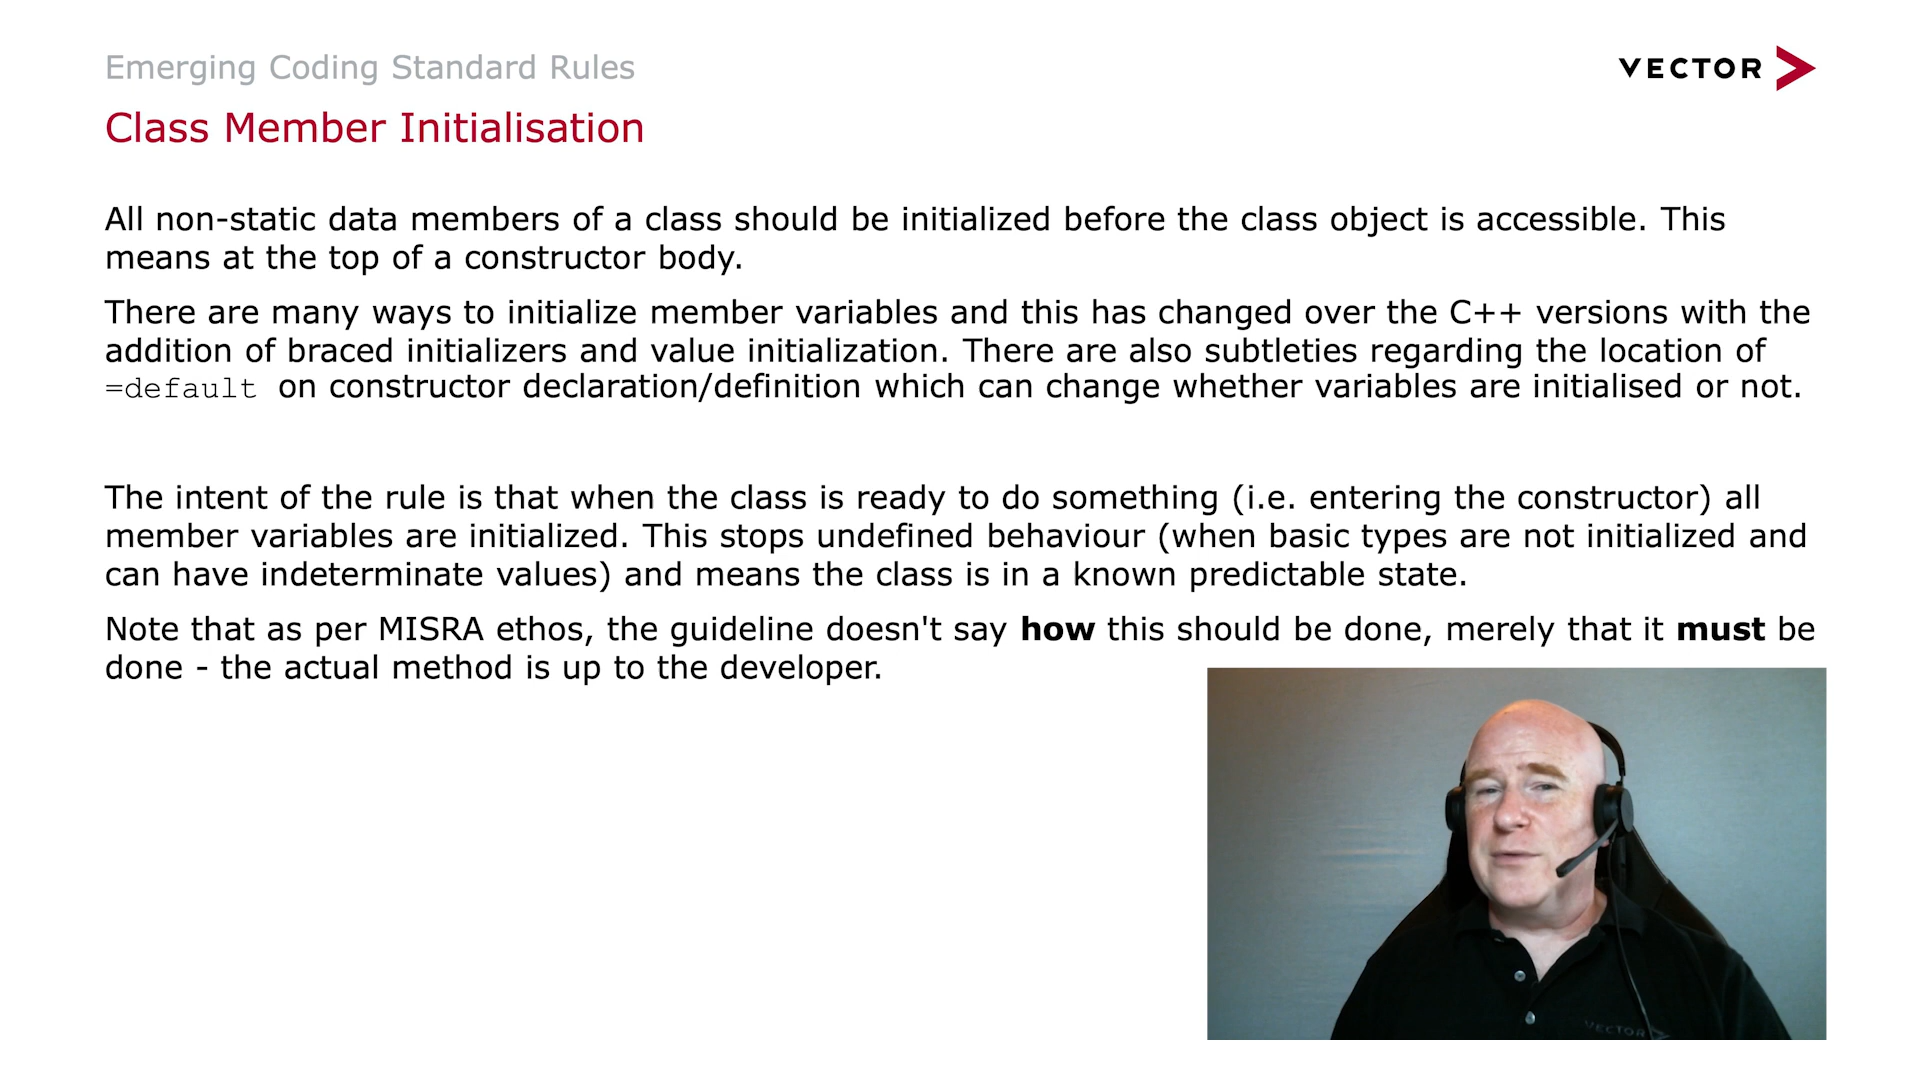 Emerging Coding Standard Rules
VECTOR
Class Member Initialisation
All non-static data members of a class should be initialized before the class object is accessible. This
means at the top of a constructor body.
There are many ways to initialize member variables and this has changed over the C++ versions with the
addition of braced initializers and value initialization. There are also subtleties regarding the location of
=default on constructor declaration/definition which can change whether variables are initialised or not.
The intent of the rule is that when the class is ready to do something (i.e. entering the constructor) all
member variables are initialized. This stops undefined behaviour (when basic types are not initialized and
can have indeterminate values) and means the class is in a known predictable state.
Note that as per MISRA ethos, the guideline doesn't say how this should be done, merely that it must be
done - the actual method is up to the developer.
VECTOR